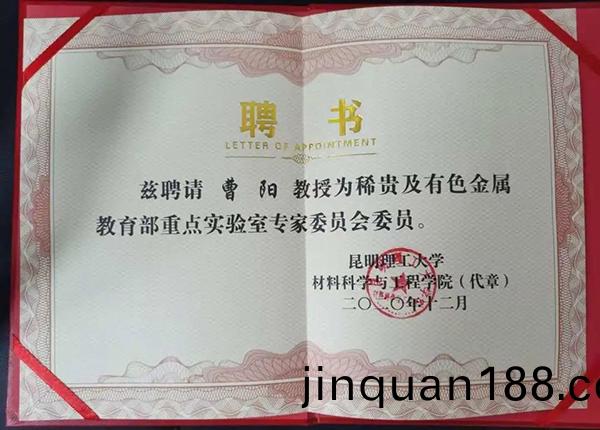 聘 书
LETTER OF APPOINTMENT
兹聘请 曹 阳 教授为稀贵及有色金属
教育部重点实验室专家委员会委员。
昆明理工大学
材料科学与工程学院（代章）
二〇二〇年十二月
jinquan188.co